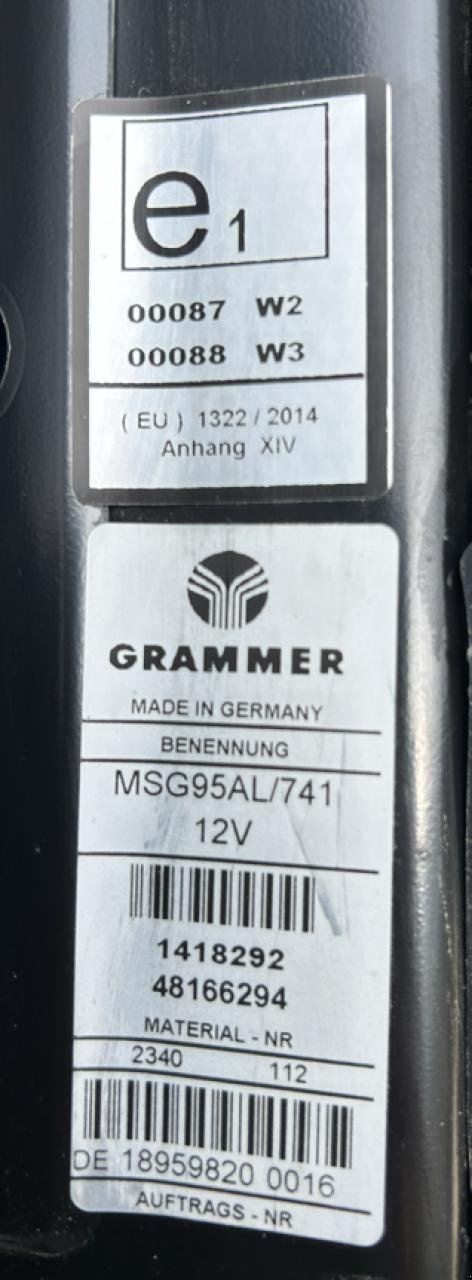 e 1
00087 W2
00088 W3
( EU ) 1322 / 2014
Anhang XIV
GRAMMER
MADE IN GERMANY
BENENNUNG
MSG95AL/741
12V
1418292
48166294
MATERIAL - NR
2340 112
DE 18959820 0016
AUFTRAGS - NR